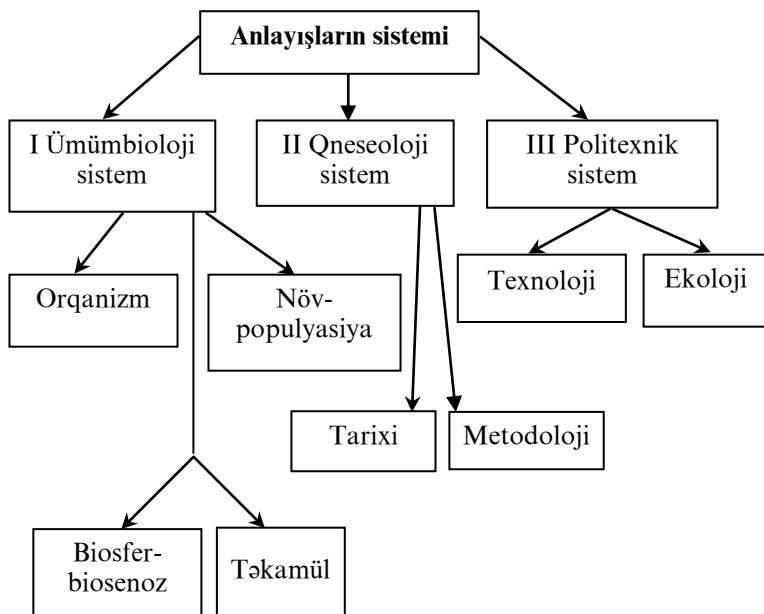 Anlayışların sistemi
I Ümümbioloji
sistem
II Qneseoloji
sistem
III Politexnik
sistem
Orqanizm
Növ-
populyasiya
Texnoloji
Ekoloji
Tarixi
Metodoloji
Biosfer-
biosenoz
Təkamül